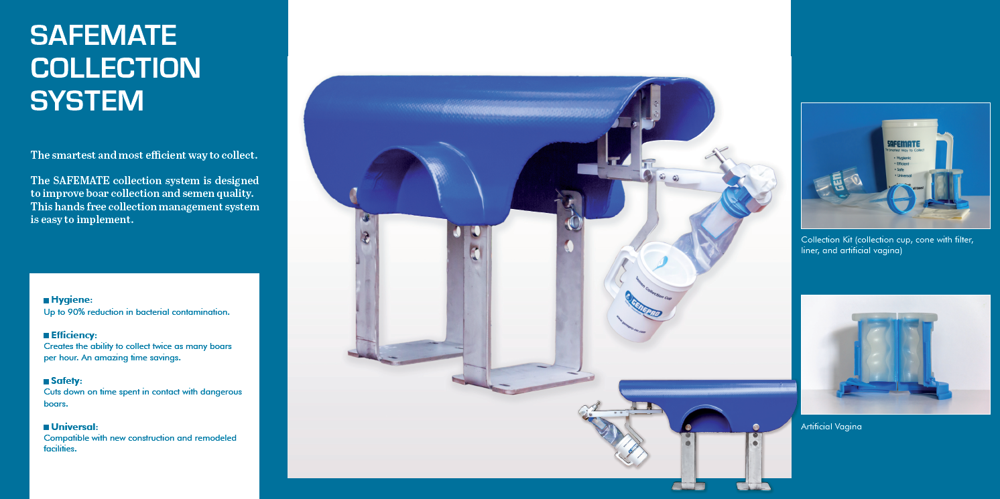 SAFEMATE
COLLECTION
SYSTEM
The smartest and most efficient way to collect.
The SAFEMATE collection system is designed
to improve boar collection and semen quality.
This hands free collection management system
is easy to implement.
Hygiene:
Up to 90% reduction in bacterial contamination.
Efficiency:
Creates the ability to collect twice as many boars
per hour. An amazing time savings.
Safety:
Cuts down on time spent in contact with dangerous
boars.
Universal:
Compatible with new construction and remodeled
facilities.
Semen Collection Cup
GENEPRO
www.genepro-inc.com
SAFEMATE
The Smartest Way to Collect
• Hygienic
• Efficient
• Safe
• Universal
GEN
Collection Kit (collection cup, cone with filter,
liner, and artificial vagina)
Artificial Vagina